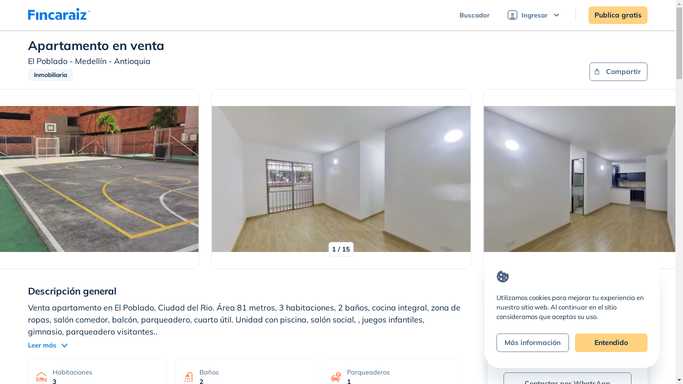 Fincaraiz
Buscador
Ingresar
Publica gratis
Apartamento en venta
El Poblado - Medellín - Antioquia
Inmobiliaria
Compartir
1 / 15
Descripción general
Venta apartamento en El Poblado, Ciudad del Rio. Área 81 metros, 3 habitaciones, 2 baños, cocina integral, zona de
ropas, salón comedor, balcón, parqueadero, cuarto útil. Unidad con piscina, salón social, , juegos infantiles,
gimnasio, parqueadero visitantes..
Leer más
Habitaciones
3
Baños
2
Parqueaderos
1
Utilizamos cookies para mejorar tu experiencia en
nuestro sitio web. Al continuar en el sitio
consideramos que aceptas su uso.
Más información
Entendido
Contactar por WhatsApp